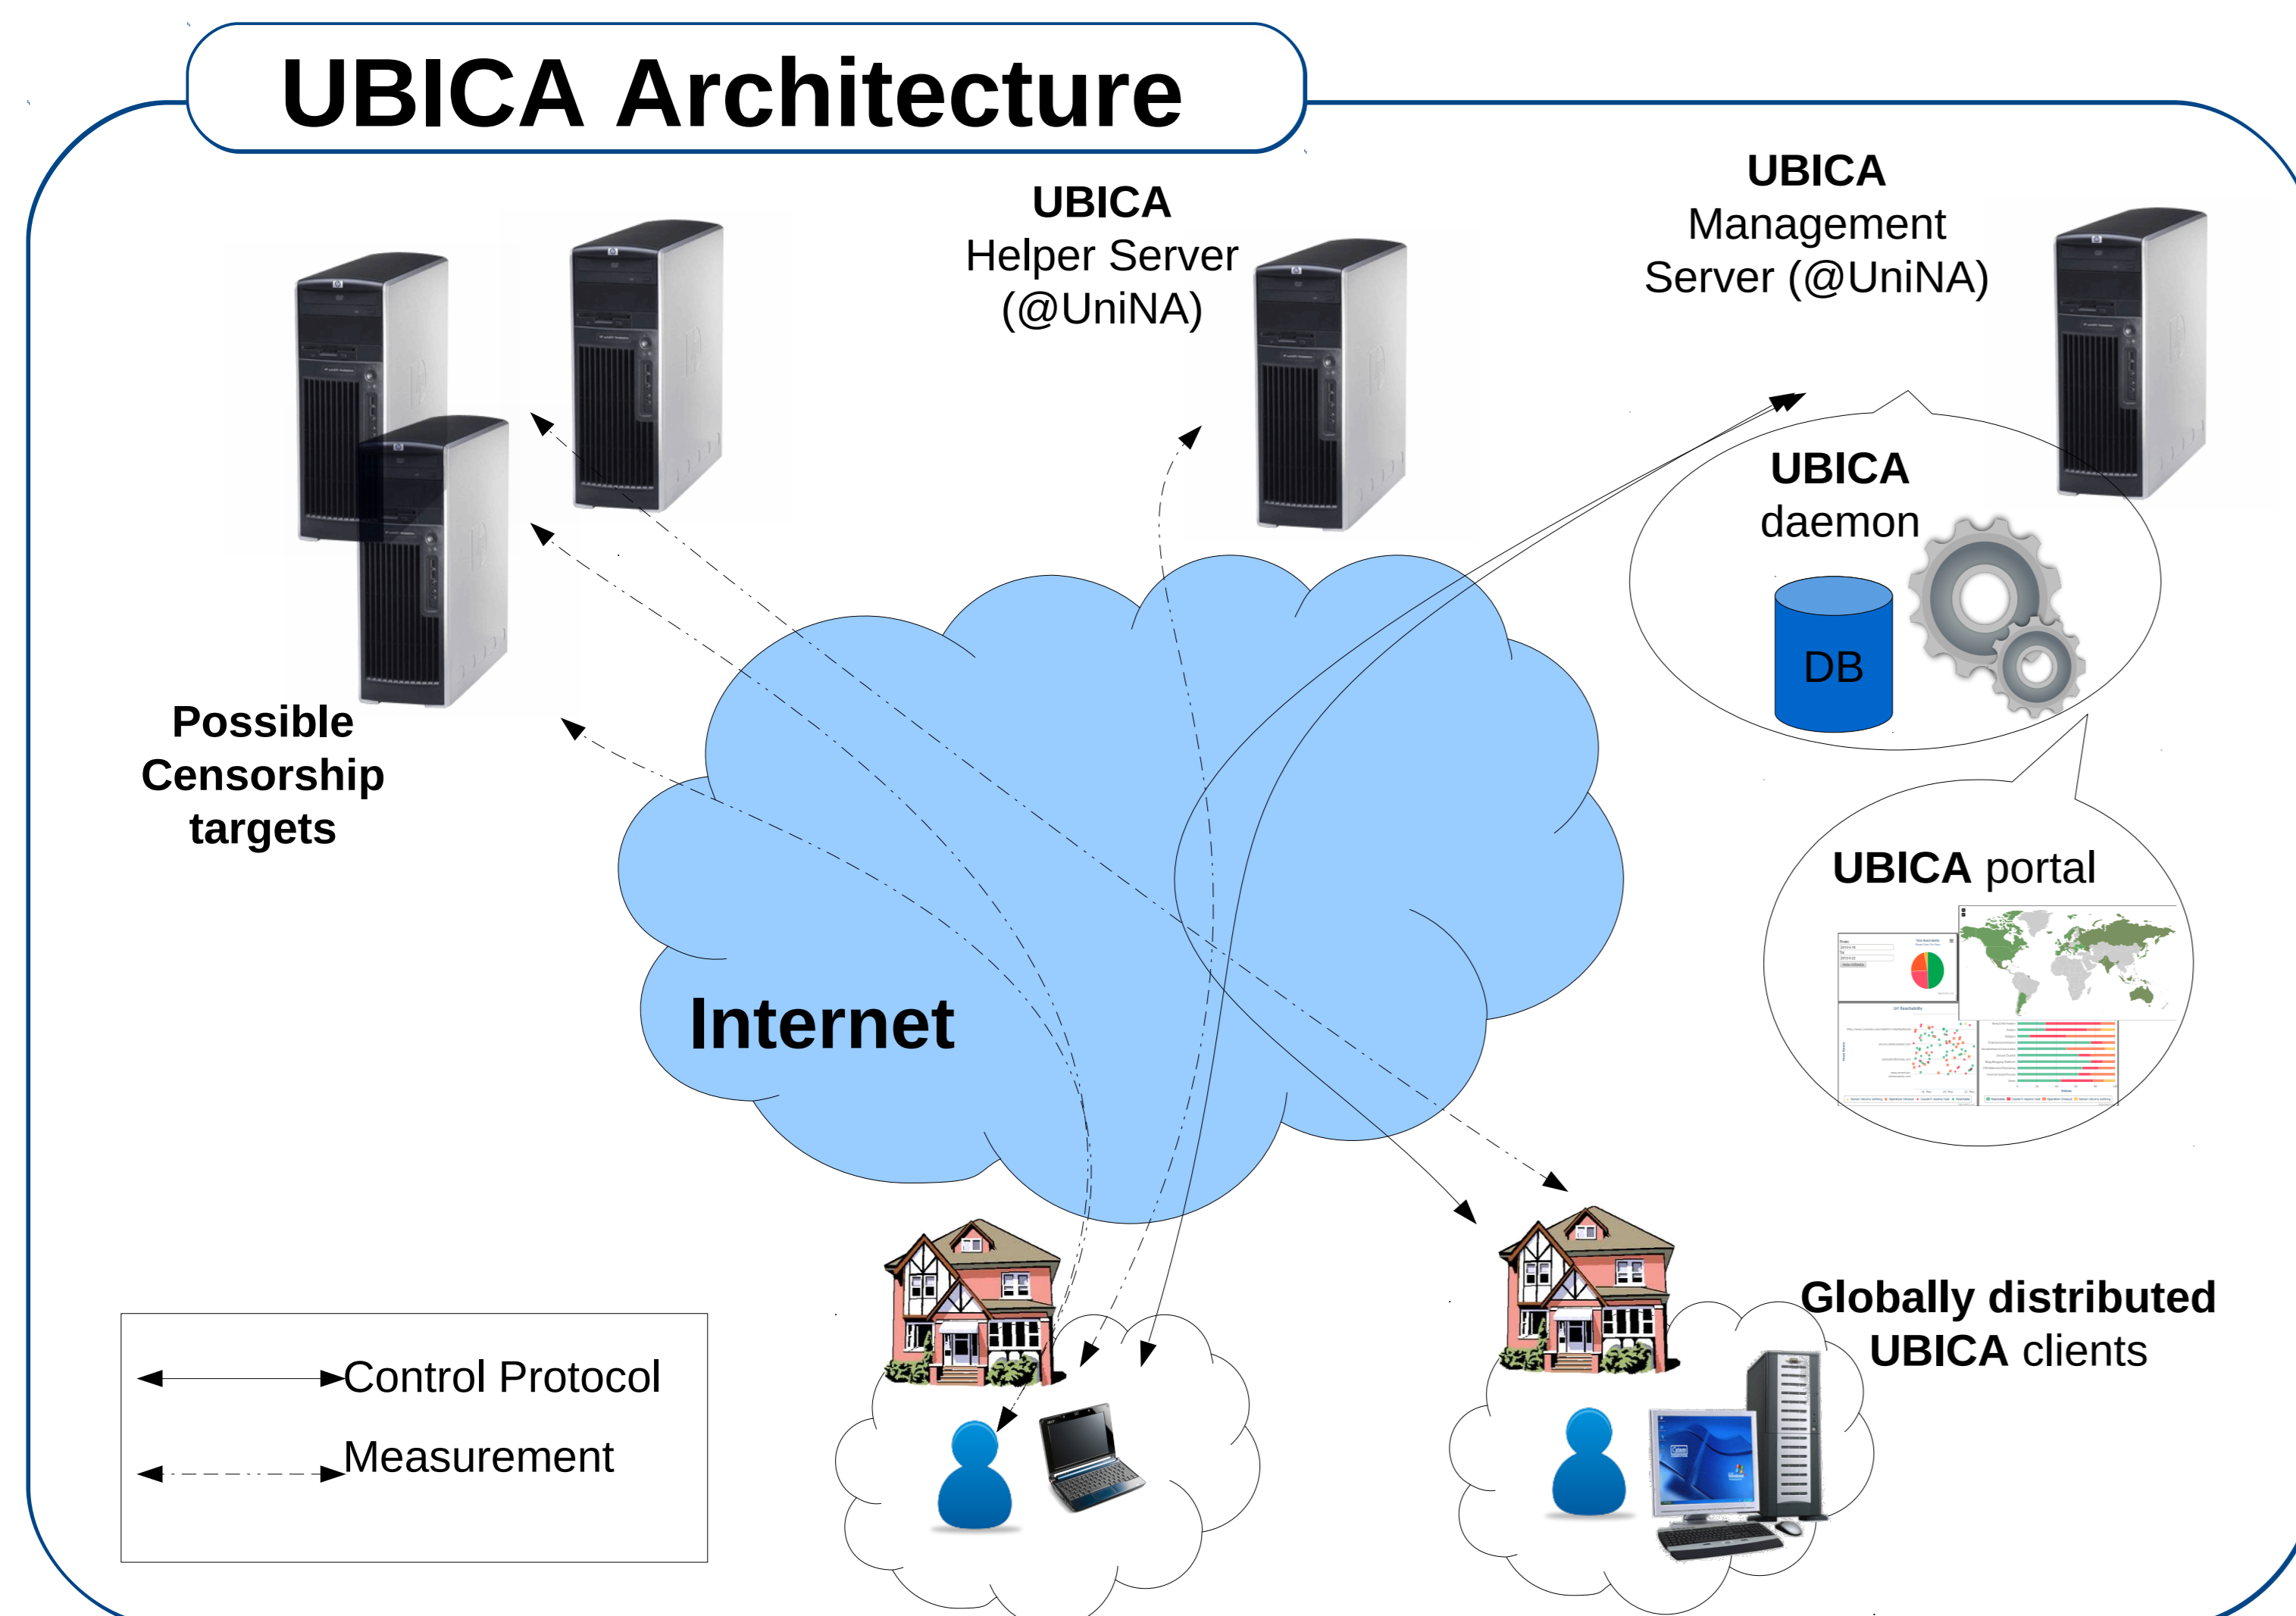 UBICA Architecture
UBICA
Helper Server
(@UniNA)
UBICA
Management
Server (@UniNA)
UBICA
daemon
DB
Possible
Censorship
targets
UBICA portal
Internet
Globally distributed
UBICA clients
Control Protocol
Measurement